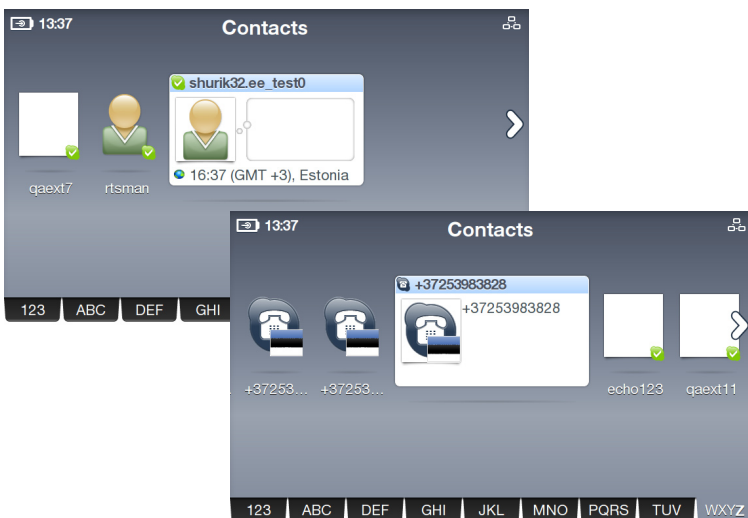 13:37
Contacts
shurik32.ee_test0
16:37 (GMT +3), Estonia
qaext7
rtsman
123 ABC DEF GHI
13:37
Contacts
+37253983828
+37253983828
+37253...
+37253...
echo123
qaext11
123 ABC DEF GHI JKL MNO PQRS TUV WXYZ